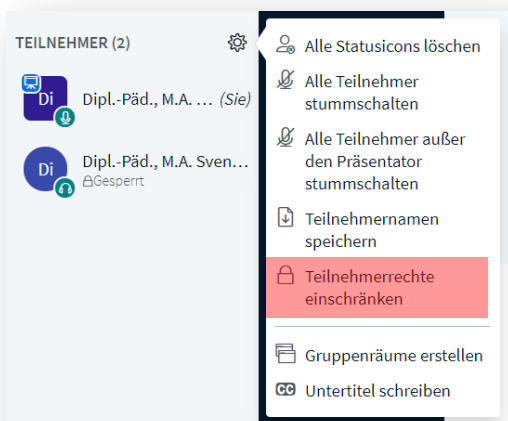 TEILNEHMER (2)
Di
Dipl.-Päd., M.A. ... (Sie)
Di
Dipl.-Päd., M.A. Sven...
Gesperrt
Alle Statusicons löschen
Alle Teilnehmer
stummschalten
Alle Teilnehmer außer
den Präsentator
stummschalten
Teilnehmernamen
speichern
Teilnehmerrechte
einschränken
Gruppenräume erstellen
CC Untertitel schreiben